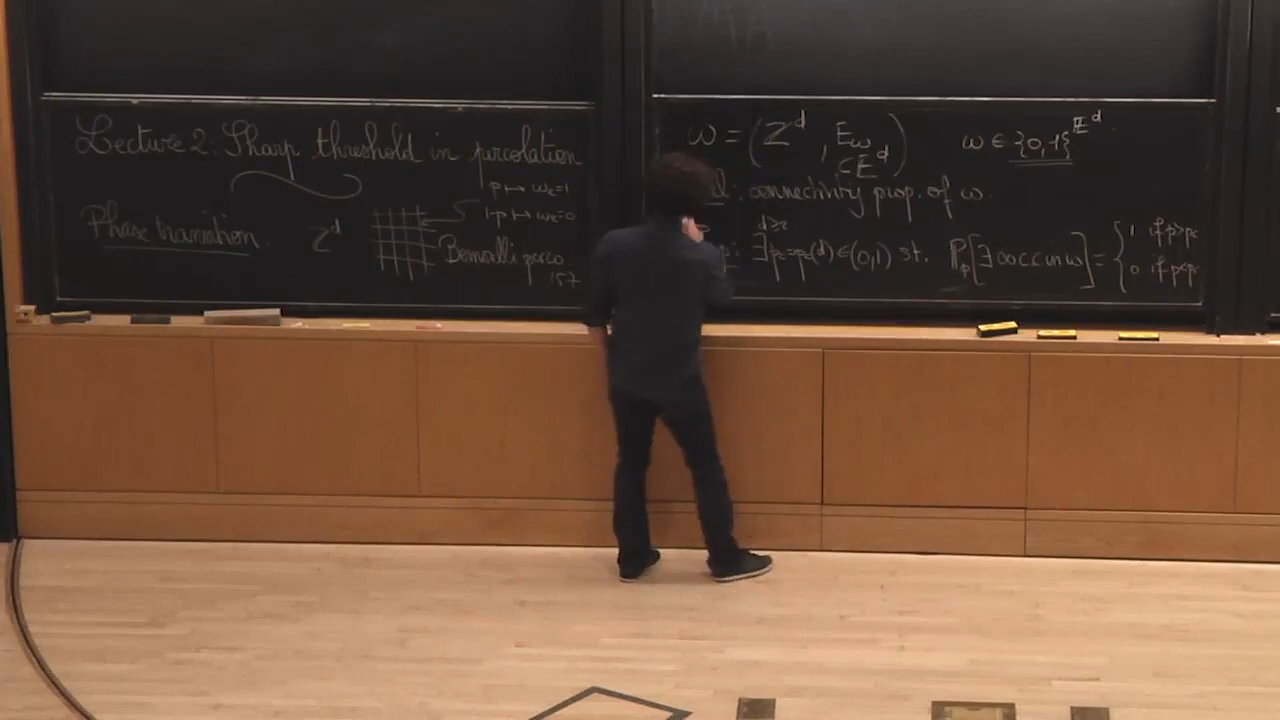 Lecture 2: Sharp threshold in percolation
p ↦ ω_e=1
1-p ↦ ω_e=0
Phase transition. Z^d
Bernoulli perco
157
ω = (Z^d, E_ω) ω ∈ {0,1}^{E^d}
⊂ E^d
: connectivity prop. of ω.
d≥2
: ∃ p_c=p_c(d)∈(0,1) st. P_p[∃ ∞ c.c in ω] = { 1 if p>p_c
0 if p<p_c